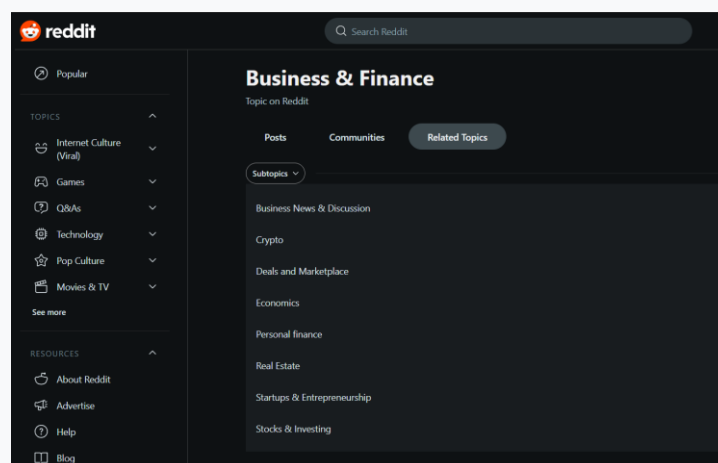 reddit
Search Reddit
Popular
TOPICS
Internet Culture
(Viral)
Games
Q&As
Technology
Pop Culture
Movies & TV
See more
RESOURCES
About Reddit
Advertise
Help
Blog
Business & Finance
Topic on Reddit
Posts Communities Related Topics
Subtopics
Business News & Discussion
Crypto
Deals and Marketplace
Economics
Personal finance
Real Estate
Startups & Entrepreneurship
Stocks & Investing